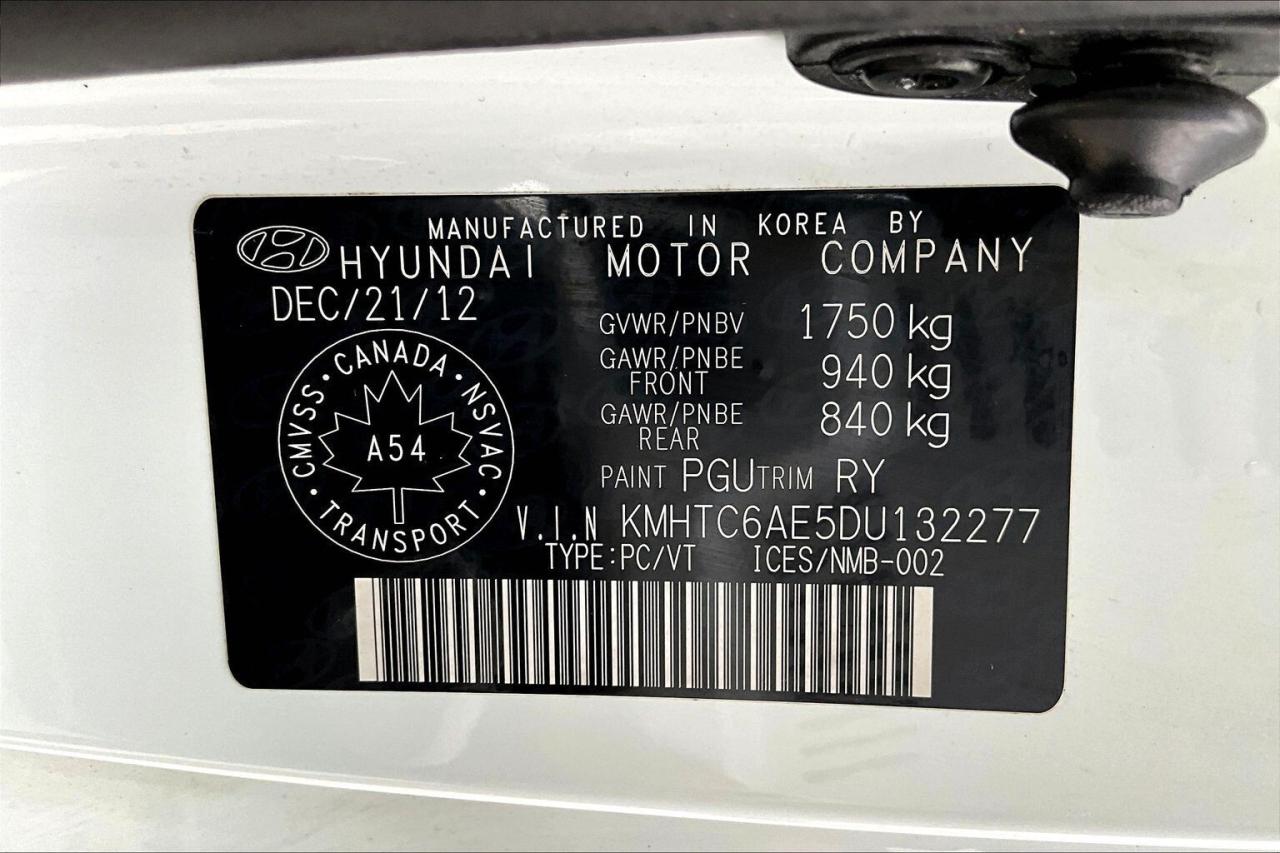 MANUFACTURED IN KOREA BY
HYUNDAI MOTOR COMPANY
DEC/21/12
GVWR/PNBV 1750 kg
GAWR/PNBE FRONT 940 kg
GAWR/PNBE REAR 840 kg
CANADA · NSVAC · TRANSPORT · CMVSS ·
A54
PAINT PGU TRIM RY
V.I.N KMHTC6AE5DU132277
TYPE:PC/VT ICES/NMB-002